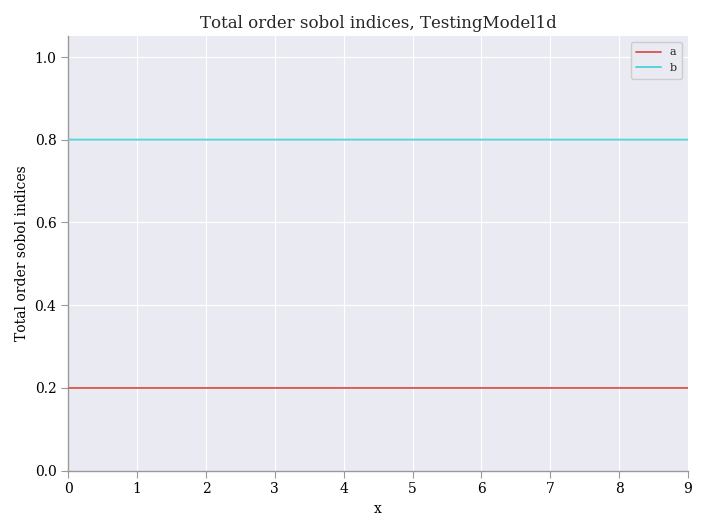 Total order sobol indices, TestingModel1d
a
b
1.0
0.8
0.6
0.4
0.2
0.0
Total order sobol indices
0 1 2 3 4 5 6 7 8 9
x